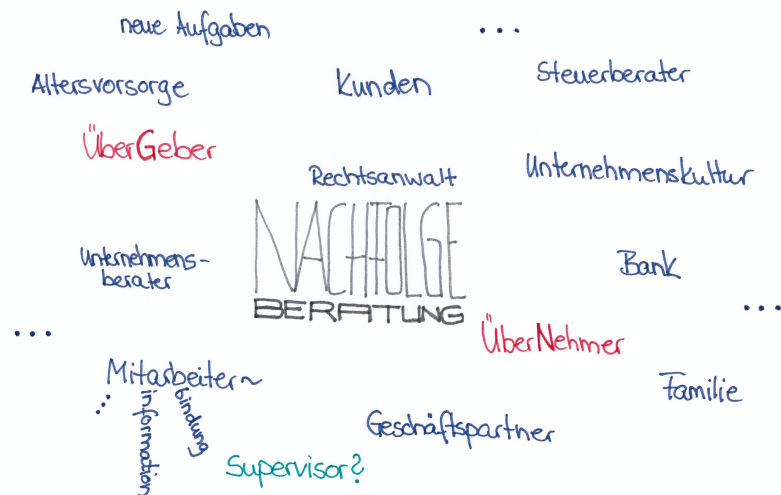 neue Aufgaben
...
Altersvorsorge
Kunden
Steuerberater
ÜberGeber
Rechtsanwalt
Unternehmenskultur
NACHFOLGE
BERATUNG
Unternehmens-
berater
Bank
...
ÜberNehmer
...
Mitarbeiter~
...
information
bindung
Familie
Geschäftspartner
Supervisor?